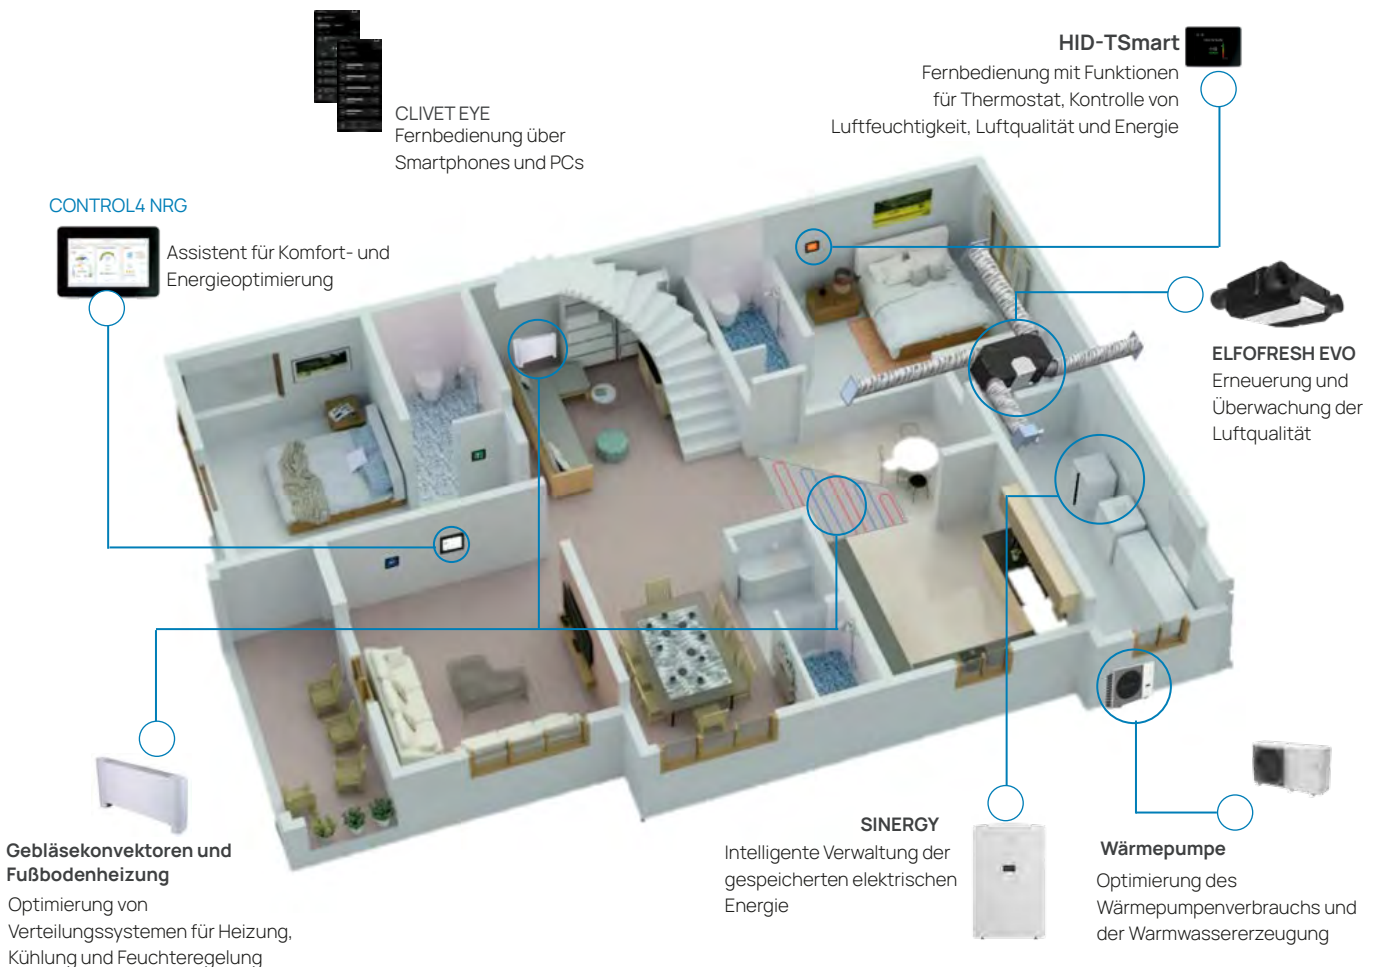 HID-TSmart
Fernbedienung mit Funktionen
für Thermostat, Kontrolle von
Luftfeuchtigkeit, Luftqualität und Energie
CLIVET EYE
Fernbedienung über
Smartphones und PCs
CONTROL4 NRG
Assistent für Komfort- und
Energieoptimierung
ELFOFRESH EVO
Erneuerung und
Überwachung der
Luftqualität
Gebläsekonvektoren und
Fußbodenheizung
Optimierung von
Verteilungssystemen für Heizung,
Kühlung und Feuchteregelung
SINERGY
Intelligente Verwaltung der
gespeicherten elektrischen
Energie
Wärmepumpe
Optimierung des
Wärmepumpenverbrauchs und
der Warmwassererzeugung